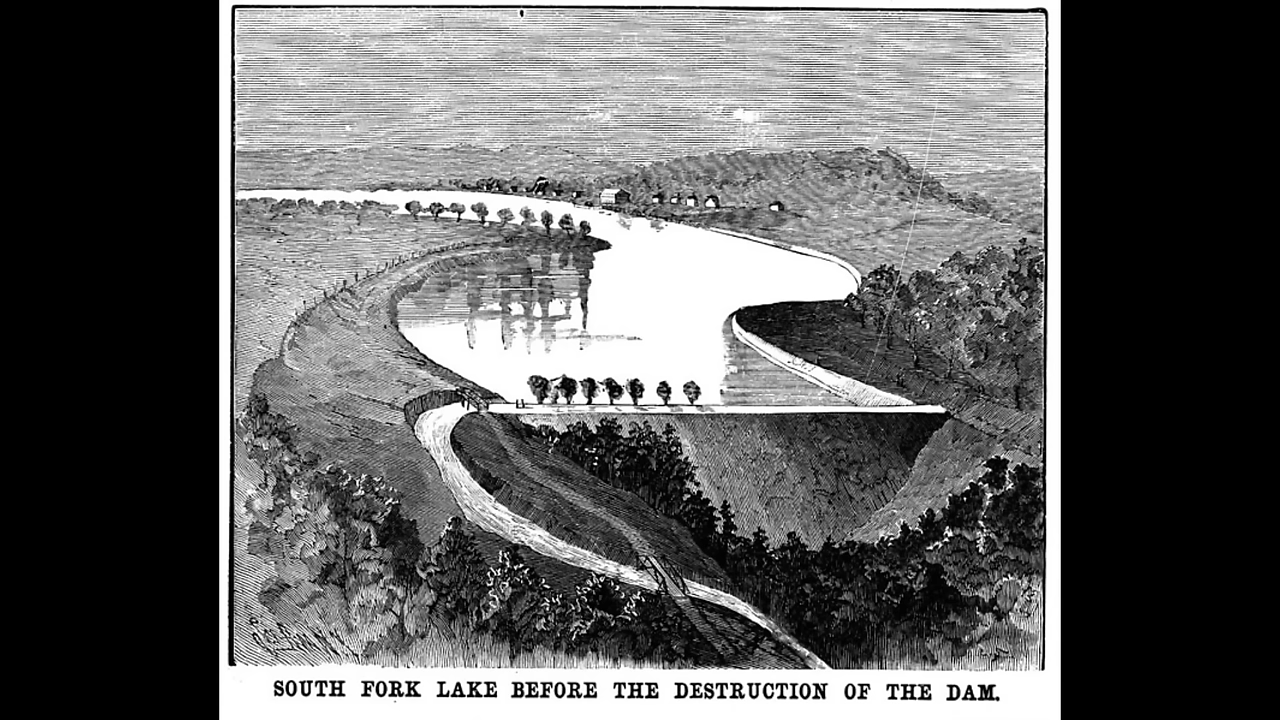 SOUTH FORK LAKE BEFORE THE DESTRUCTION OF THE DAM.